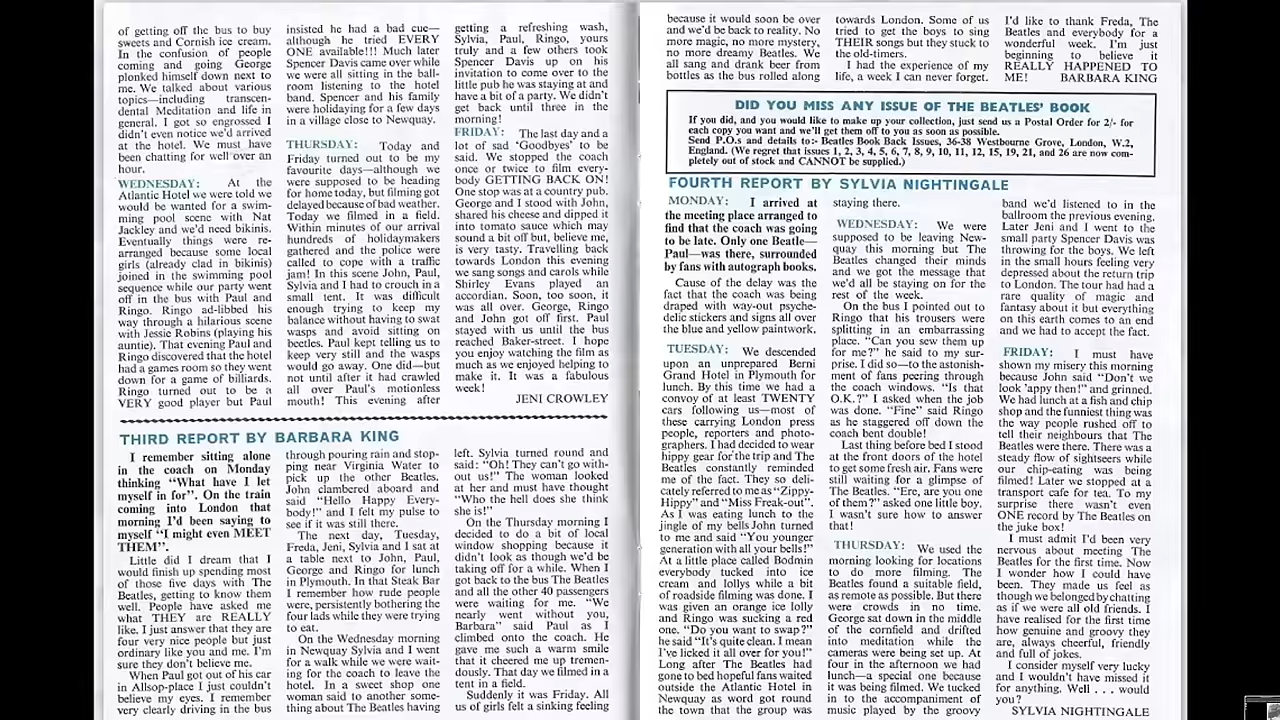 of getting off the bus to buy
sweets and Cornish ice cream.
In the confusion of people
coming and going George
plonked himself down next to
me. We talked about various
topics—including transcen-
dental Meditation and life in
general. I got so engrossed I
didn't even notice we'd arrived
at the hotel. We must have
been chatting for well over an
hour.
WEDNESDAY: At the
Atlantic Hotel we were told we
would be wanted for a swim-
ming pool scene with Nat
Jackley and we'd need bikinis.
Eventually things were re-
arranged because some local
girls (already clad in bikinis)
joined in the swimming pool
sequence while our party went
off in the bus with Paul and
Ringo. Ringo ad-libbed his
way through a hilarious scene
with Jessie Robins (playing his
auntie). That evening Paul and
Ringo discovered that the hotel
had a games room so they went
down for a game of billiards.
Ringo turned out to be a
VERY good player but Paul
insisted he had a bad cue—
although he tried EVERY
ONE available!!! Much later
Spencer Davis came over while
we were all sitting in the ball-
room listening to the hotel
band. Spencer and his family
were holidaying for a few days
in a village close to Newquay.
THURSDAY: Today and
Friday turned out to be my
favourite days—although we
were supposed to be heading
for home today, but filming got
delayed because of bad weather.
Today we filmed in a field.
Within minutes of our arrival
hundreds of holidaymakers
gathered and the police were
called to cope with a traffic
jam! In this scene John, Paul,
Sylvia and I had to crouch in a
small tent. It was difficult
enough trying to keep my
balance without having to swat
wasps and avoid sitting on
beetles. Paul kept telling us to
keep very still and the wasps
would go away. One did—but
not until after it had crawled
all over Paul's motionless
mouth! This evening after
getting a refreshing wash,
Sylvia, Paul, Ringo, yours
truly and a few others took
Spencer Davis up on his
invitation to come over to the
little pub he was staying at and
have a bit of a party. We didn't
get back until three in the
morning!
FRIDAY: The last day and a
lot of sad 'Goodbyes' to be
said. We stopped the coach
once or twice to film every-
body GETTING BACK ON!
One stop was at a country pub.
George and I stood with John,
shared his cheese and dipped it
into tomato sauce which may
sound a bit off but, believe me,
is very tasty. Travelling back
towards London this evening
we sang songs and carols while
Shirley Evans played an
accordian. Soon, too soon, it
was all over. George, Ringo
and John got off first. Paul
stayed with us until the bus
reached Baker-street. I hope
you enjoy watching the film as
much as we enjoyed helping to
make it. It was a fabulous
week!
JENI CROWLEY
THIRD REPORT BY BARBARA KING
I remember sitting alone
in the coach on Monday
thinking "What have I let
myself in for". On the train
coming into London that
morning I'd been saying to
myself "I might even MEET
THEM".
Little did I dream that I
would finish up spending most
of those five days with The
Beatles, getting to know them
well. People have asked me
what THEY are REALLY
like. I just answer that they are
four very nice people but just
ordinary like you and me. I'm
sure they don't believe me.
When Paul got out of his car
in Allsop-place I just couldn't
believe my eyes. I remember
very clearly driving in the bus
through pouring rain and stop-
ping near Virginia Water to
pick up the other Beatles.
John clambered aboard and
said "Hello Happy Every-
body!" and I felt my pulse to
see if it was still there.
The next day, Tuesday,
Freda, Jeni, Sylvia and I sat at
a table next to John, Paul,
George and Ringo for lunch
in Plymouth. In that Steak Bar
I remember how rude people
were, persistently bothering the
four lads while they were trying
to eat.
On the Wednesday morning
in Newquay Sylvia and I went
for a walk while we were wait-
ing for the coach to leave the
hotel. In a sweet shop one
woman said to another some-
thing about The Beatles having
left. Sylvia turned round and
said: "Oh! They can't go with-
out us!" The woman looked
at her and must have thought
"Who the hell does she think
she is!"
On the Thursday morning I
decided to do a bit of local
window shopping because it
didn't look as though we'd be
taking off for a while. When I
got back to the bus The Beatles
and all the other 40 passengers
were waiting for me. "We
nearly went without you,
Barbara" said Paul as I
climbed onto the coach. He
gave me such a warm smile
that it cheered me up tremen-
dously. That day we filmed in a
tent in a field.
Suddenly it was Friday. All
us of girls felt a sinking feeling
because it would soon be over
and we'd be back to reality. No
more magic, no more mystery,
no more dreamy Beatles. We
all sang and drank beer from
bottles as the bus rolled along
towards London. Some of us
tried to get the boys to sing
THEIR songs but they stuck to
the old-timers.
I had the experience of my
life, a week I can never forget.
I'd like to thank Freda, The
Beatles and everybody for a
wonderful week. I'm just
beginning to believe it
REALLY HAPPENED TO
ME! BARBARA KING
DID YOU MISS ANY ISSUE OF THE BEATLES' BOOK
If you did, and you would like to make up your collection, just send us a Postal Order for 2/- for
each copy you want and we'll get them off to you as soon as possible.
Send P.O.s and details to:- Beatles Book Back Issues, 36-38 Westbourne Grove, London, W.2,
England. (We regret that issues 1, 2, 3, 4, 5, 6, 7, 8, 9, 10, 11, 12, 15, 19, 21, and 26 are now com-
pletely out of stock and CANNOT be supplied.)
FOURTH REPORT BY SYLVIA NIGHTINGALE
MONDAY: I arrived at
the meeting place arranged to
find that the coach was going
to be late. Only one Beatle—
Paul—was there, surrounded
by fans with autograph books.
Cause of the delay was the
fact that the coach was being
draped with way-out psyche-
delic stickers and signs all over
the blue and yellow paintwork.
TUESDAY: We descended
upon an unprepared Berni
Grand Hotel in Plymouth for
lunch. By this time we had a
convoy of at least TWENTY
cars following us—most of
these carrying London press
people, reporters and photo-
graphers. I had decided to wear
hippy gear for the trip and The
Beatles constantly reminded
me of the fact. They so deli-
cately referred to me as "Zippy-
Hippy" and "Miss Freak-out".
As I was eating lunch to the
jingle of my bells John turned
to me and said "You younger
generation with all your bells!"
At a little place called Bodmin
everybody tucked into ice
cream and lollys while a bit
of roadside filming was done. I
was given an orange ice lolly
and Ringo was sucking a red
one. "Do you want to swap?"
he said "It's quite clean. I mean
I've licked it all over for you!"
Long after The Beatles had
gone to bed hopeful fans waited
outside the Atlantic Hotel in
Newquay as word got round
the town that the group was
staying there.
WEDNESDAY: We were
supposed to be leaving New-
quay this morning but The
Beatles changed their minds
and we got the message that
we'd all be staying on for the
rest of the week.
On the bus I pointed out to
Ringo that his trousers were
splitting in an embarrassing
place. "Can you sew them up
for me?" he said to my sur-
prise. I did so—to the astonish-
ment of fans peering through
the coach windows. "Is that
O.K.?" I asked when the job
was done. "Fine" said Ringo
as he staggered off down the
coach bent double!
Last thing before bed I stood
at the front doors of the hotel
to get some fresh air. Fans were
still waiting for a glimpse of
The Beatles. "Ere, are you one
of them?" asked one little boy.
I wasn't sure how to answer
that!
THURSDAY: We used the
morning looking for locations
to do more filming. The
Beatles found a suitable field,
as remote as possible. But there
were crowds in no time.
George sat down in the middle
of the cornfield and drifted
into meditation while the
cameras were being set up. At
four in the afternoon we had
lunch—a special one because
it was being filmed. We tucked
in to the accompaniment of
music played by the groovy
band we'd listened to in the
ballroom the previous evening.
Later Jeni and I went to the
small party Spencer Davis was
throwing for the boys. We left
in the small hours feeling very
depressed about the return trip
to London. The tour had had a
rare quality of magic and
fantasy about it but everything
on this earth comes to an end
and we had to accept the fact.
FRIDAY: I must have
shown my misery this morning
because John said "Don't we
look 'appy then!" and grinned.
We had lunch at a fish and chip
shop and the funniest thing was
the way people rushed off to
tell their neighbours that The
Beatles were there. There was a
steady flow of sightseers while
our chip-eating was being
filmed! Later we stopped at a
transport cafe for tea. To my
surprise there wasn't even
ONE record by The Beatles on
the juke box!
I must admit I'd been very
nervous about meeting The
Beatles for the first time. Now
I wonder how I could have
been. They made us feel as
though we belonged by chatting
as if we were all old friends. I
have realised for the first time
how genuine and groovy they
are, always cheerful, friendly
and full of jokes.
I consider myself very lucky
and I wouldn't have missed it
for anything. Well . . . would
you?
SYLVIA NIGHTINGALE